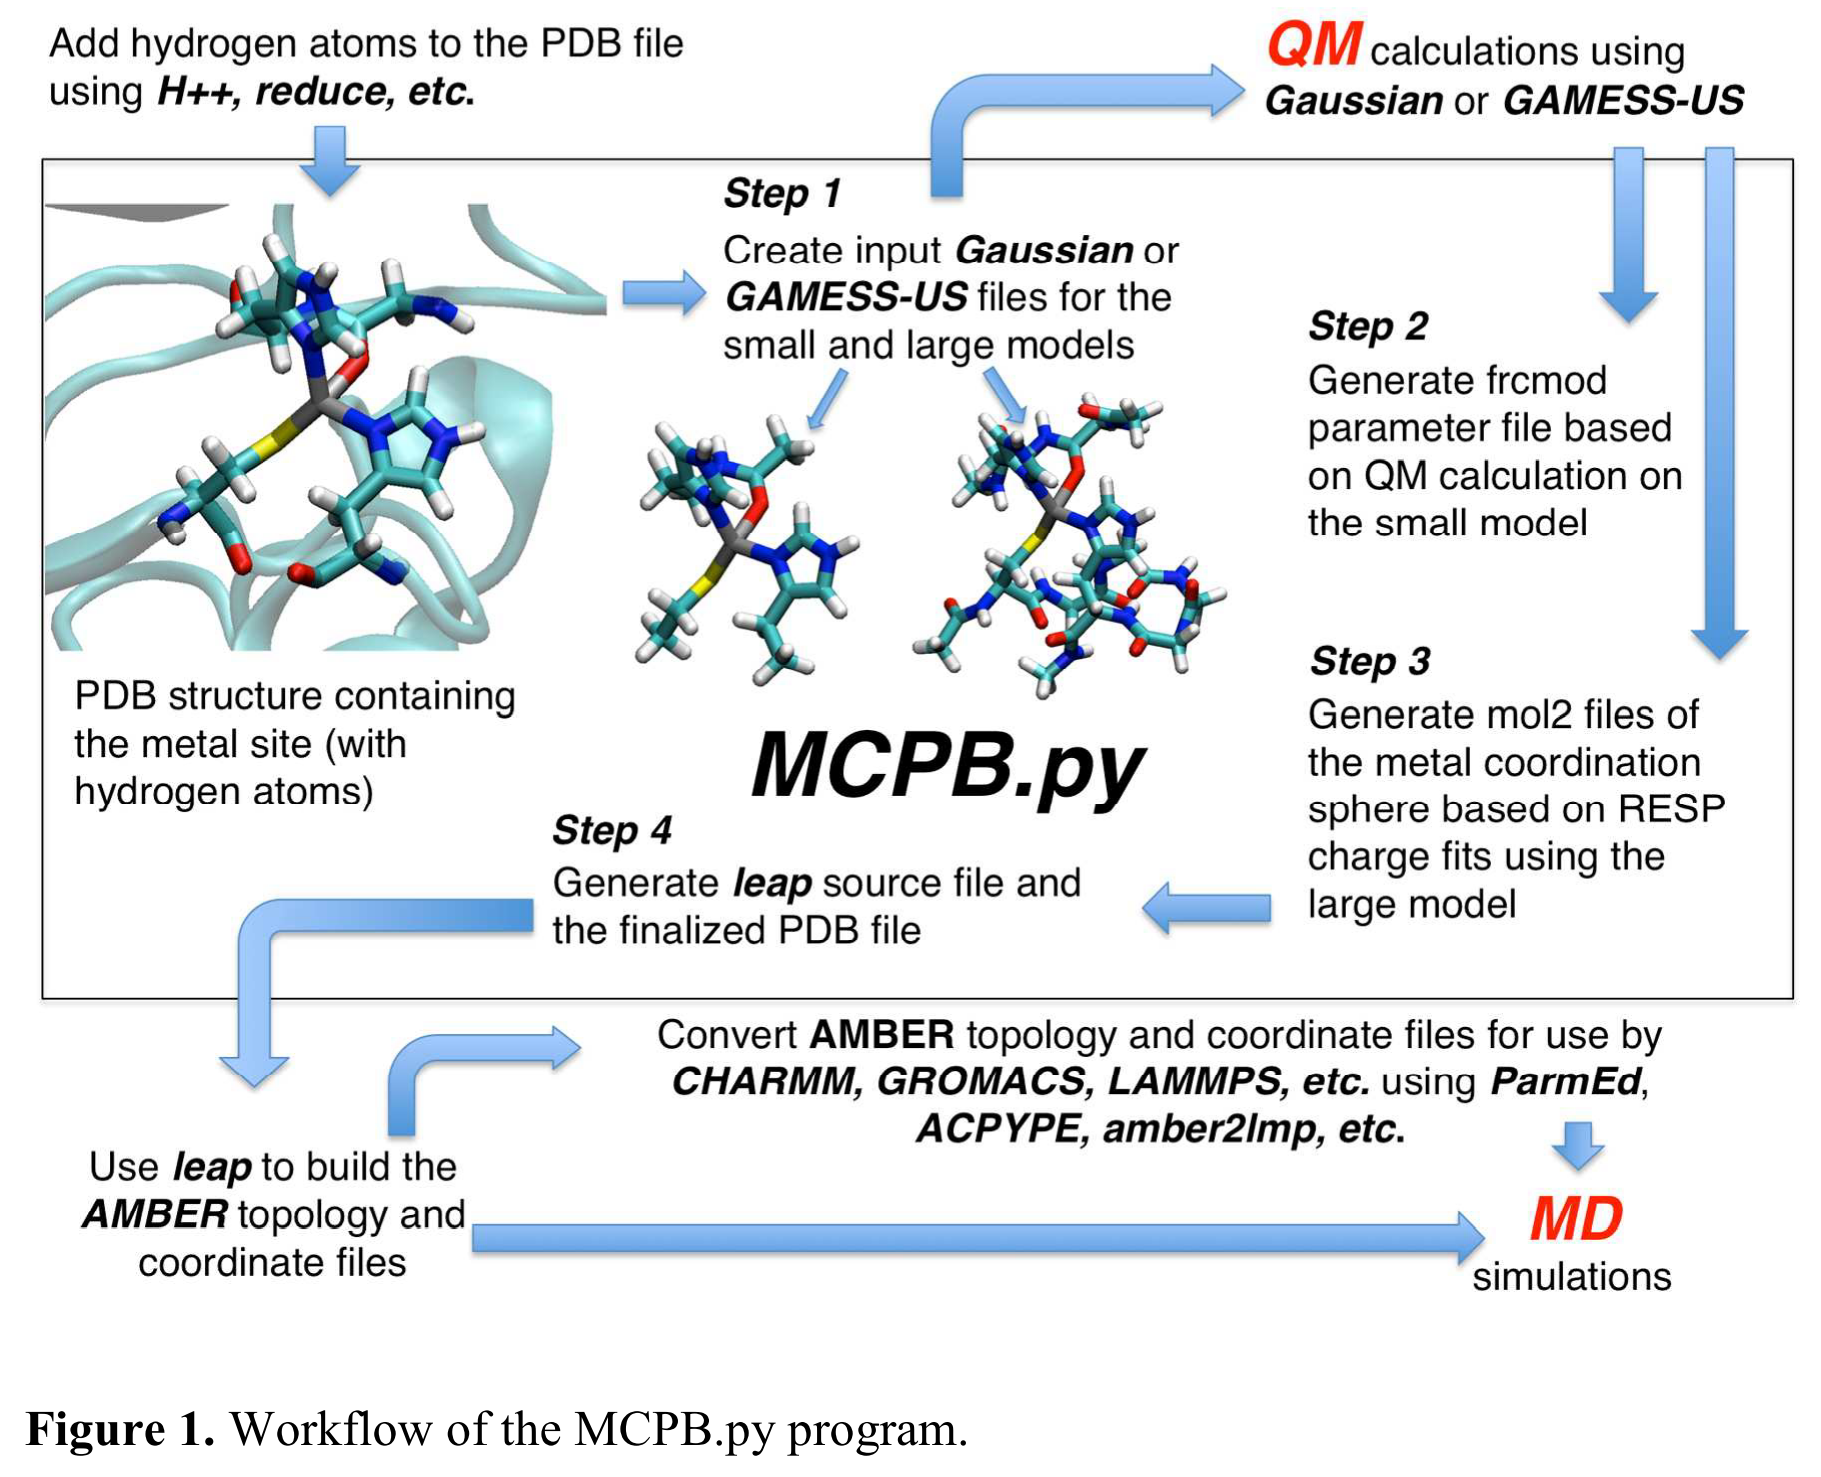 Add hydrogen atoms to the PDB file
using H++, reduce, etc.
QM calculations using
Gaussian or GAMESS-US
Step 1
Create input Gaussian or
GAMESS-US files for the
small and large models
Step 2
Generate frcmod
parameter file based
on QM calculation on
the small model
PDB structure containing
the metal site (with
hydrogen atoms)
MCPB.py
Step 3
Generate mol2 files of
the metal coordination
sphere based on RESP
charge fits using the
large model
Step 4
Generate leap source file and
the finalized PDB file
Use leap to build the
AMBER topology and
coordinate files
Convert AMBER topology and coordinate files for use by
CHARMM, GROMACS, LAMMPS, etc. using ParmEd,
ACPYPE, amber2lmp, etc.
MD
simulations
Figure 1. Workflow of the MCPB.py program.